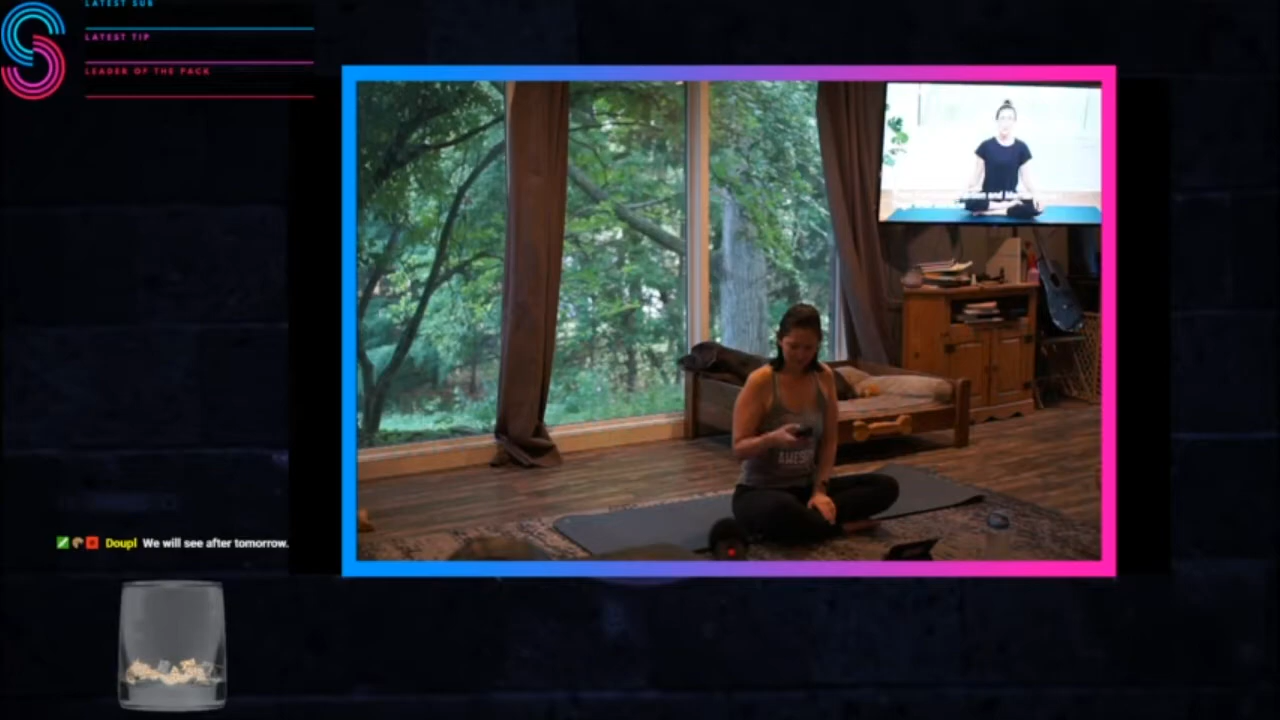 LATEST SUB
LATEST TIP
LEADER OF THE PACK
Doupl We will see after tomorrow.